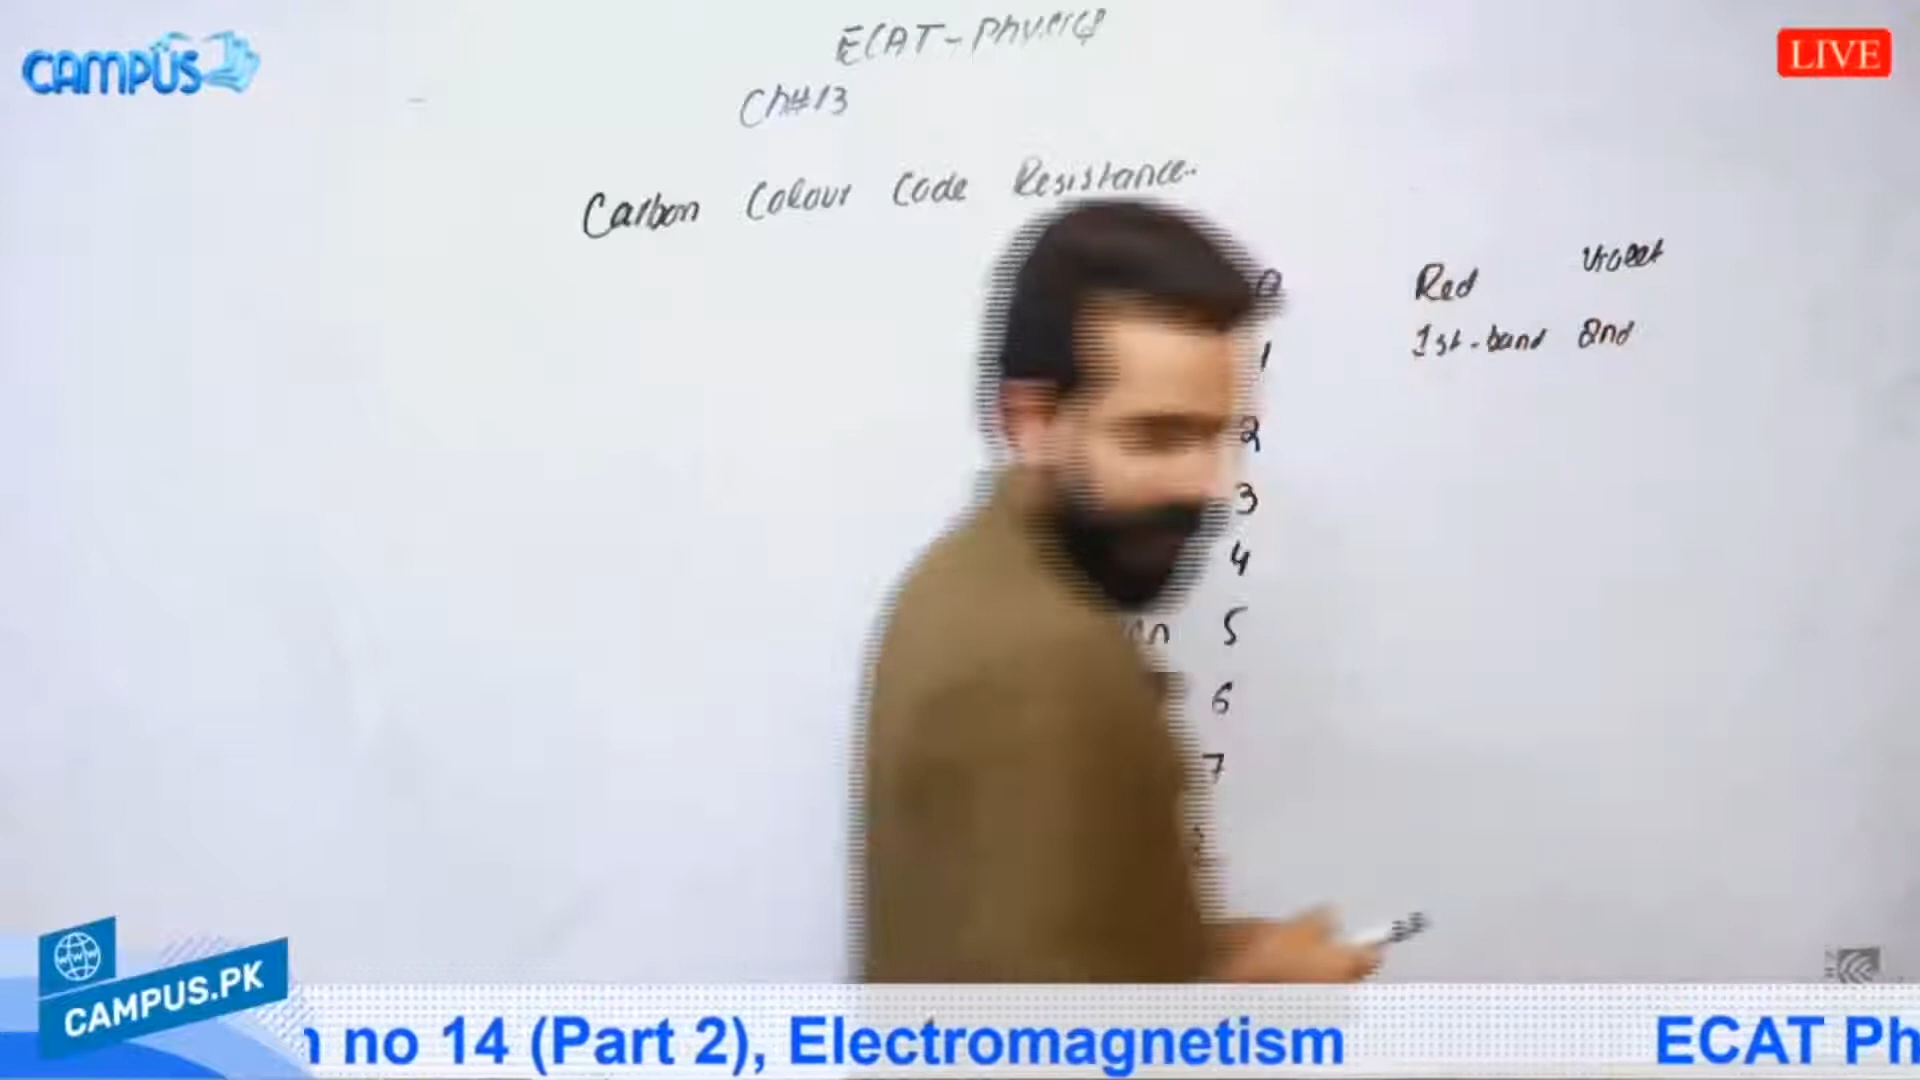 CAMPUS
LIVE
ECAT - Physics
Ch#13
Carbon Colour Code Resistance.
0
1
2
3
4
5
6
7
Red Violet
1st-band 2nd
www
CAMPUS.PK
no 14 (Part 2), Electromagnetism ECAT Ph